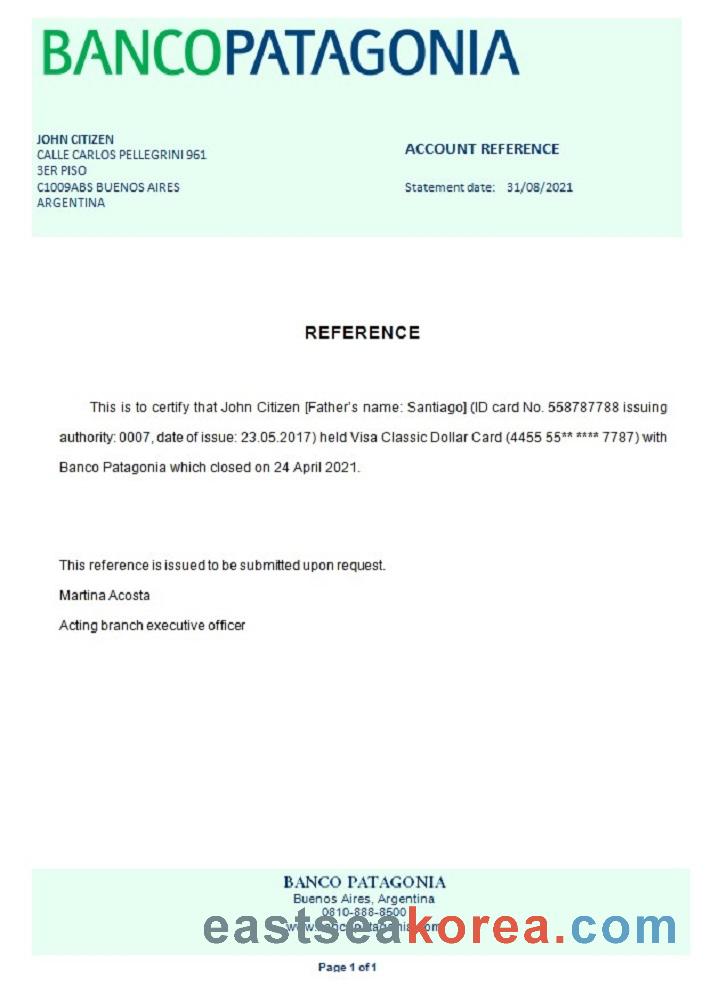 BANCOPATAGONIA
JOHN CITIZEN
CALLE CARLOS PELLEGRINI 961
3ER PISO
C1009ABS BUENOS AIRES
ARGENTINA
ACCOUNT REFERENCE
Statement date: 31/08/2021
REFERENCE
This is to certify that John Citizen [Father's name: Santiago] (ID card No. 558787788 issuing
authority: 0007, date of issue: 23.05.2017) held Visa Classic Dollar Card (4455 55** **** 7787) with
Banco Patagonia which closed on 24 April 2021.
This reference is issued to be submitted upon request.
Martina Acosta
Acting branch executive officer
BANCO PATAGONIA
Buenos Aires, Argentina
0810-888-8500
eastseakorea.com
Page 1 of 1